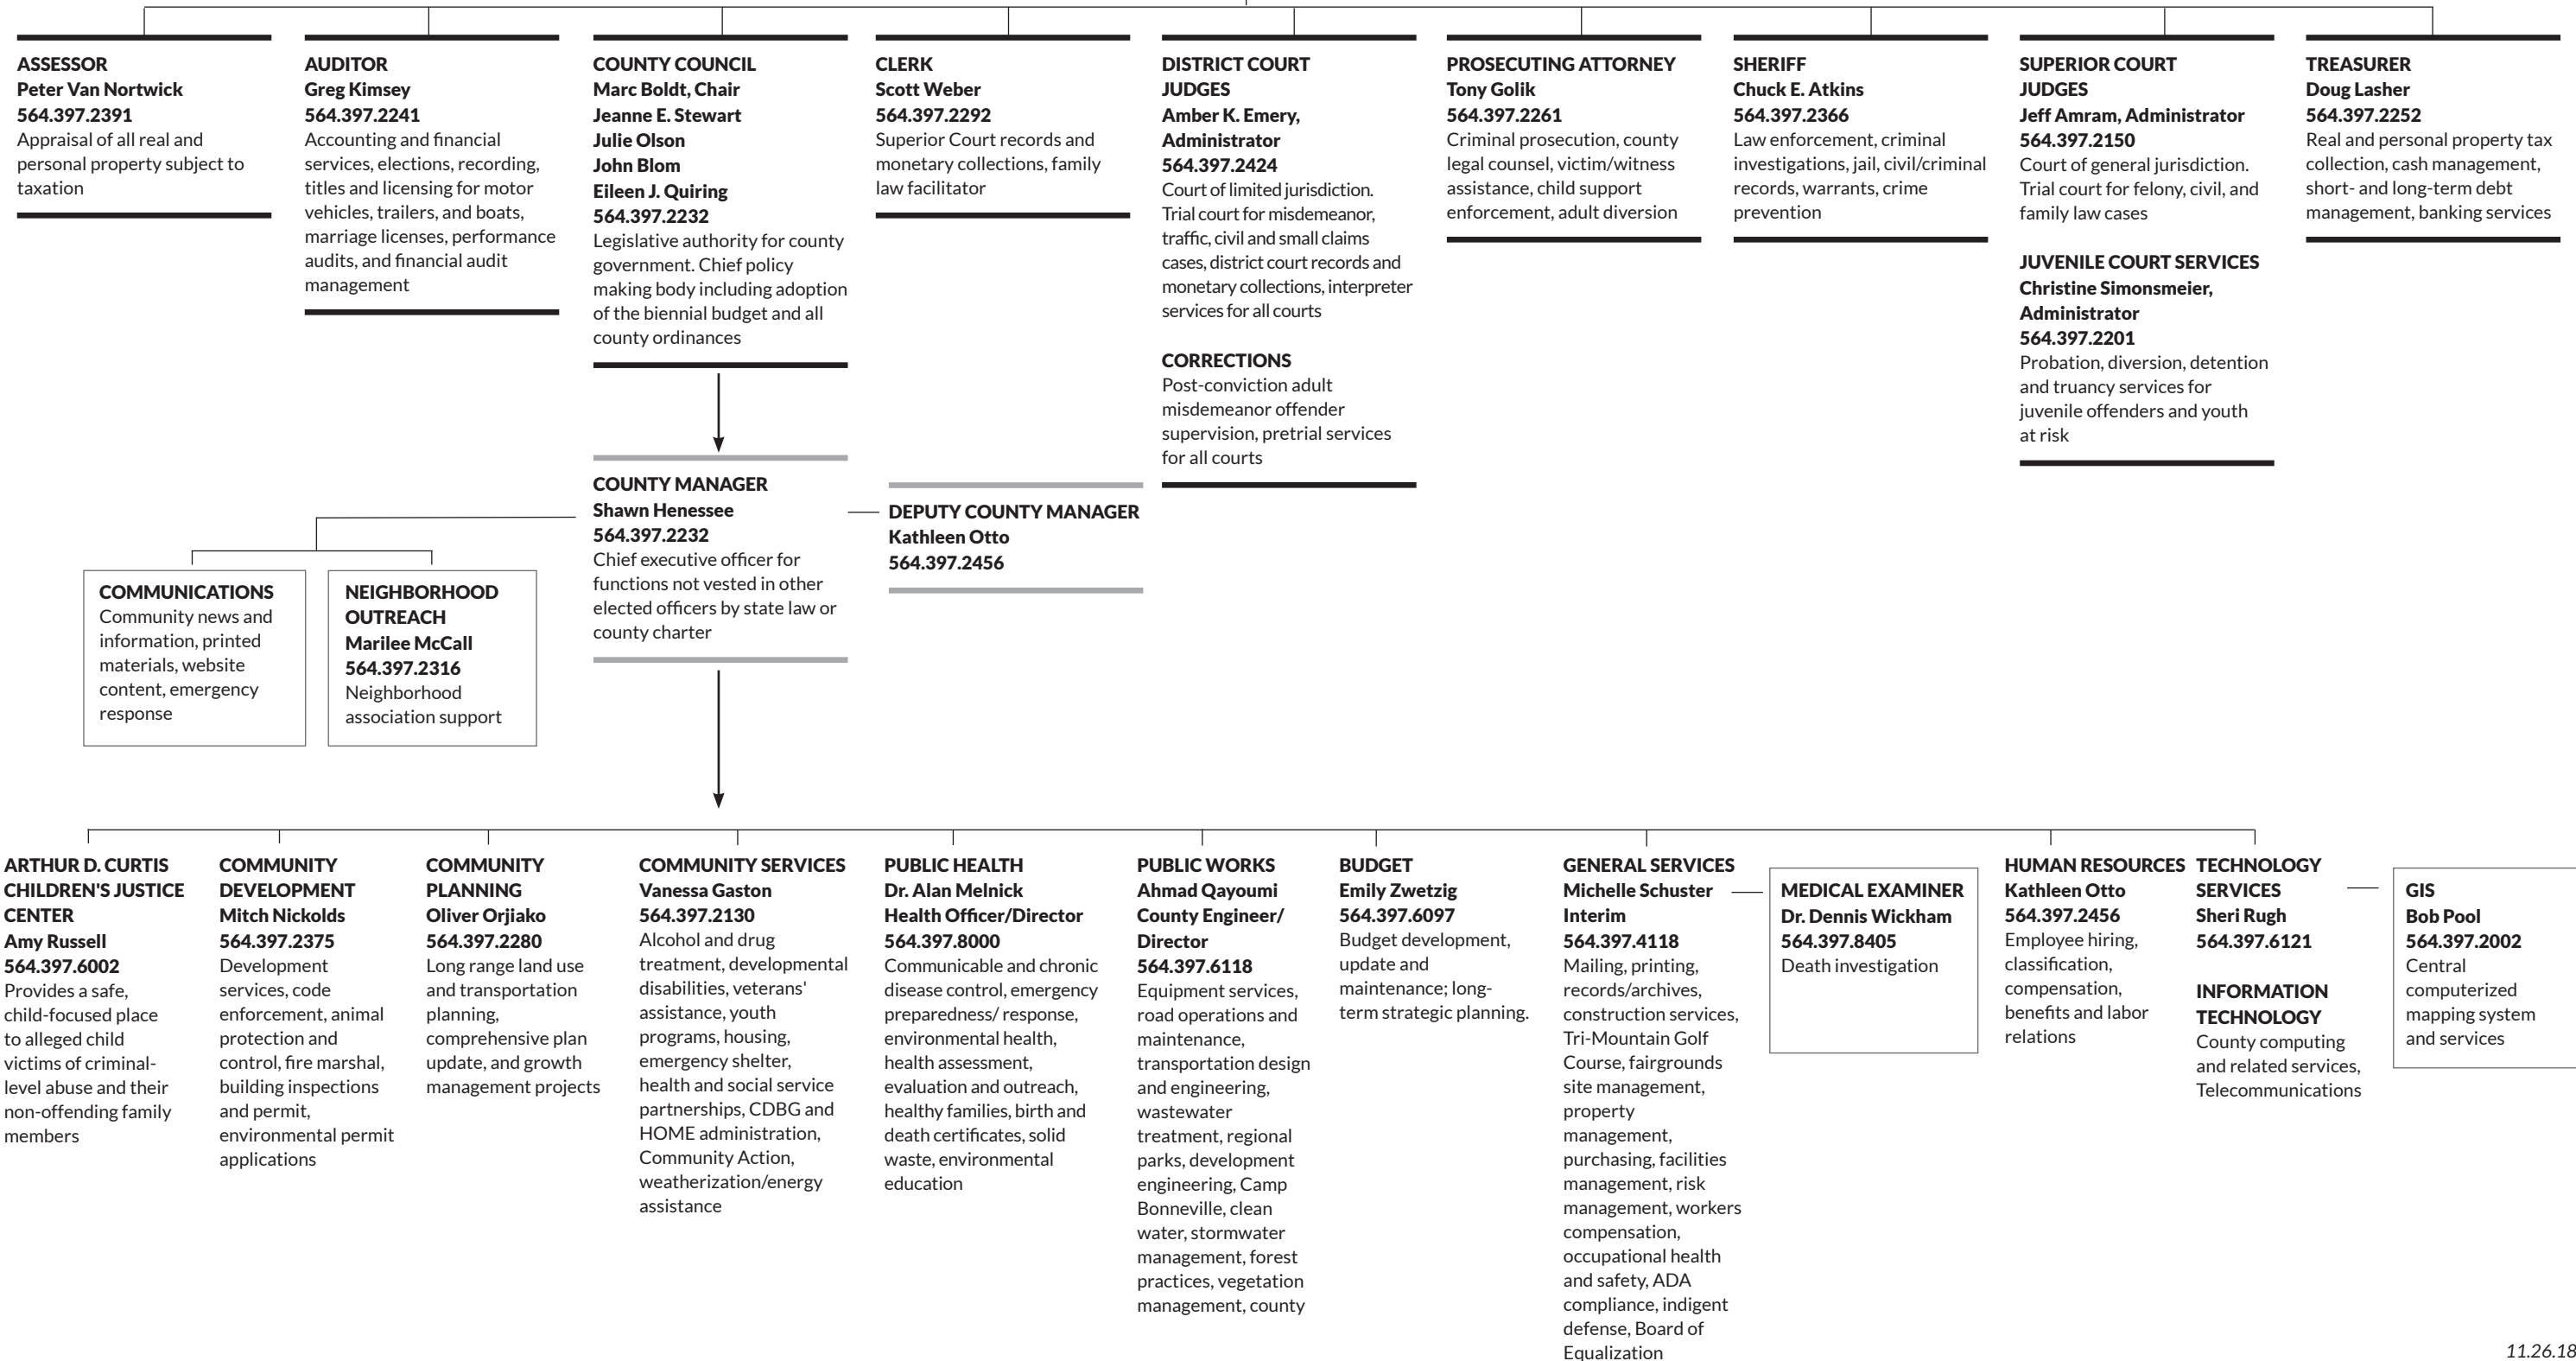 ASSESSOR
Peter Van Nortwick
564.397.2391
Appraisal of all real and
personal property subject to
taxation
AUDITOR
Greg Kimsey
564.397.2241
Accounting and financial
services, elections, recording,
titles and licensing for motor
vehicles, trailers, and boats,
marriage licenses, performance
audits, and financial audit
management
COUNTY COUNCIL
Marc Boldt, Chair
Jeanne E. Stewart
Julie Olson
John Blom
Eileen J. Quiring
564.397.2232
Legislative authority for county
government. Chief policy
making body including adoption
of the biennial budget and all
county ordinances
CLERK
Scott Weber
564.397.2292
Superior Court records and
monetary collections, family
law facilitator
DISTRICT COURT
JUDGES
Amber K. Emery,
Administrator
564.397.2424
Court of limited jurisdiction.
Trial court for misdemeanor,
traffic, civil and small claims
cases, district court records and
monetary collections, interpreter
services for all courts
CORRECTIONS
Post-conviction adult
misdemeanor offender
supervision, pretrial services
for all courts
PROSECUTING ATTORNEY
Tony Golik
564.397.2261
Criminal prosecution, county
legal counsel, victim/witness
assistance, child support
enforcement, adult diversion
SHERIFF
Chuck E. Atkins
564.397.2366
Law enforcement, criminal
investigations, jail, civil/criminal
records, warrants, crime
prevention
SUPERIOR COURT
JUDGES
Jeff Amram, Administrator
564.397.2150
Court of general jurisdiction.
Trial court for felony, civil, and
family law cases
JUVENILE COURT SERVICES
Christine Simonsmeier,
Administrator
564.397.2201
Probation, diversion, detention
and truancy services for
juvenile offenders and youth
at risk
TREASURER
Doug Lasher
564.397.2252
Real and personal property tax
collection, cash management,
short- and long-term debt
management, banking services
COUNTY MANAGER
Shawn Henessee
564.397.2232
Chief executive officer for
functions not vested in other
elected officers by state law or
county charter
DEPUTY COUNTY MANAGER
Kathleen Otto
564.397.2456
COMMUNICATIONS
Community news and
information, printed
materials, website
content, emergency
response
NEIGHBORHOOD
OUTREACH
Marilee McCall
564.397.2316
Neighborhood
association support
ARTHUR D. CURTIS
CHILDREN'S JUSTICE
CENTER
Amy Russell
564.397.6002
Provides a safe,
child-focused place
to alleged child
victims of criminal-
level abuse and their
non-offending family
members
COMMUNITY
DEVELOPMENT
Mitch Nickolds
564.397.2375
Development
services, code
enforcement, animal
protection and
control, fire marshal,
building inspections
and permit,
environmental permit
applications
COMMUNITY
PLANNING
Oliver Orjiako
564.397.2280
Long range land use
and transportation
planning,
comprehensive plan
update, and growth
management projects
COMMUNITY SERVICES
Vanessa Gaston
564.397.2130
Alcohol and drug
treatment, developmental
disabilities, veterans'
assistance, youth
programs, housing,
emergency shelter,
health and social service
partnerships, CDBG and
HOME administration,
Community Action,
weatherization/energy
assistance
PUBLIC HEALTH
Dr. Alan Melnick
Health Officer/Director
564.397.8000
Communicable and chronic
disease control, emergency
preparedness/ response,
environmental health,
health assessment,
evaluation and outreach,
healthy families, birth and
death certificates, solid
waste, environmental
education
PUBLIC WORKS
Ahmad Qayoumi
County Engineer/
Director
564.397.6118
Equipment services,
road operations and
maintenance,
transportation design
and engineering,
wastewater
treatment, regional
parks, development
engineering, Camp
Bonneville, clean
water, stormwater
management, forest
practices, vegetation
management, county
BUDGET
Emily Zwetzig
564.397.6097
Budget development,
update and
maintenance; long-
term strategic planning.
GENERAL SERVICES
Michelle Schuster
Interim
564.397.4118
Mailing, printing,
records/archives,
construction services,
Tri-Mountain Golf
Course, fairgrounds
site management,
property
management,
purchasing, facilities
management, risk
management, workers
compensation,
occupational health
and safety, ADA
compliance, indigent
defense, Board of
Equalization
MEDICAL EXAMINER
Dr. Dennis Wickham
564.397.8405
Death investigation
HUMAN RESOURCES
Kathleen Otto
564.397.2456
Employee hiring,
classification,
compensation,
benefits and labor
relations
TECHNOLOGY
SERVICES
Sheri Rugh
564.397.6121
INFORMATION
TECHNOLOGY
County computing
and related services,
Telecommunications
GIS
Bob Pool
564.397.2002
Central
computerized
mapping system
and services
11.26.18